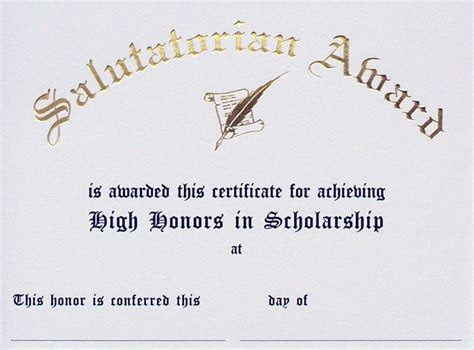 Salutatorian Award
is awarded this certificate for achieving
High Honors in Scholarship
at
This honor is conferred this day of